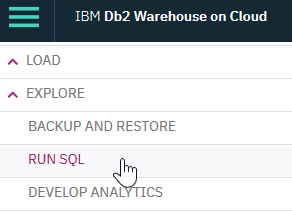 IBM Db2 Warehouse on Cloud
LOAD
EXPLORE
BACKUP AND RESTORE
RUN SQL
DEVELOP ANALYTICS